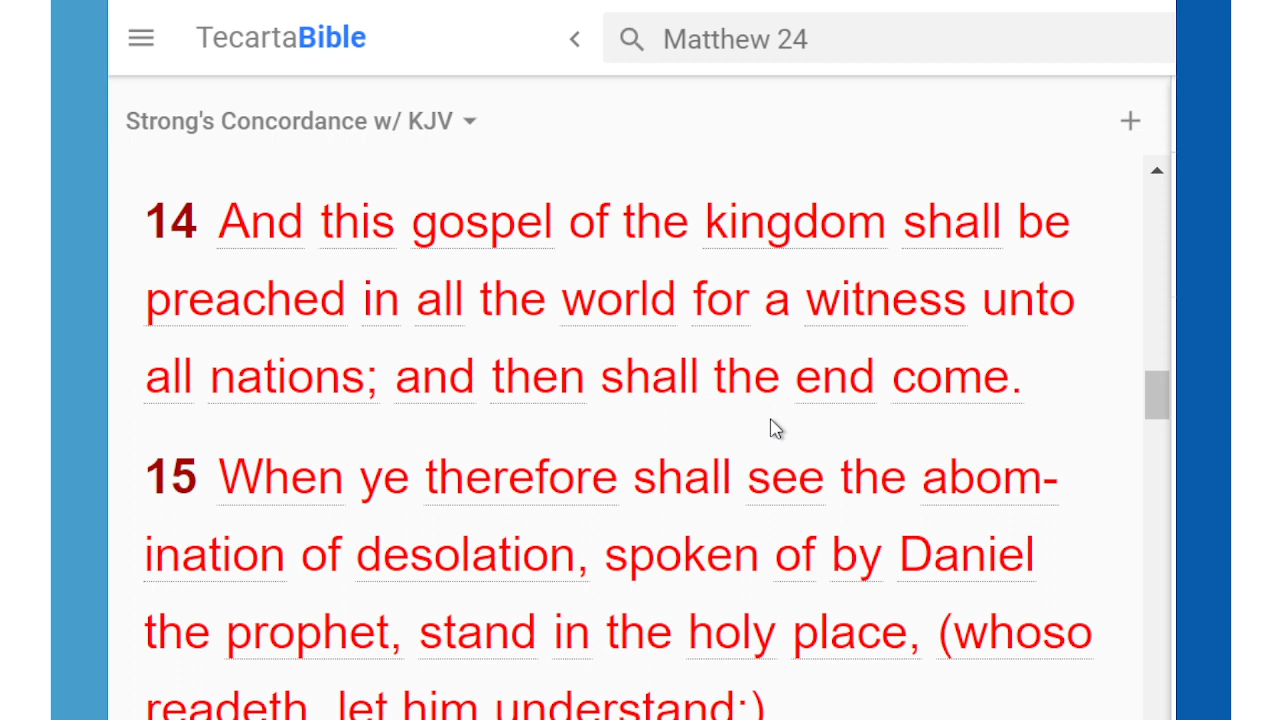 TecartaBible
Matthew 24
Strong's Concordance w/ KJV
14 And this gospel of the kingdom shall be
preached in all the world for a witness unto
all nations; and then shall the end come.
15 When ye therefore shall see the abom-
ination of desolation, spoken of by Daniel
the prophet, stand in the holy place, (whoso
readeth, let him understand:)